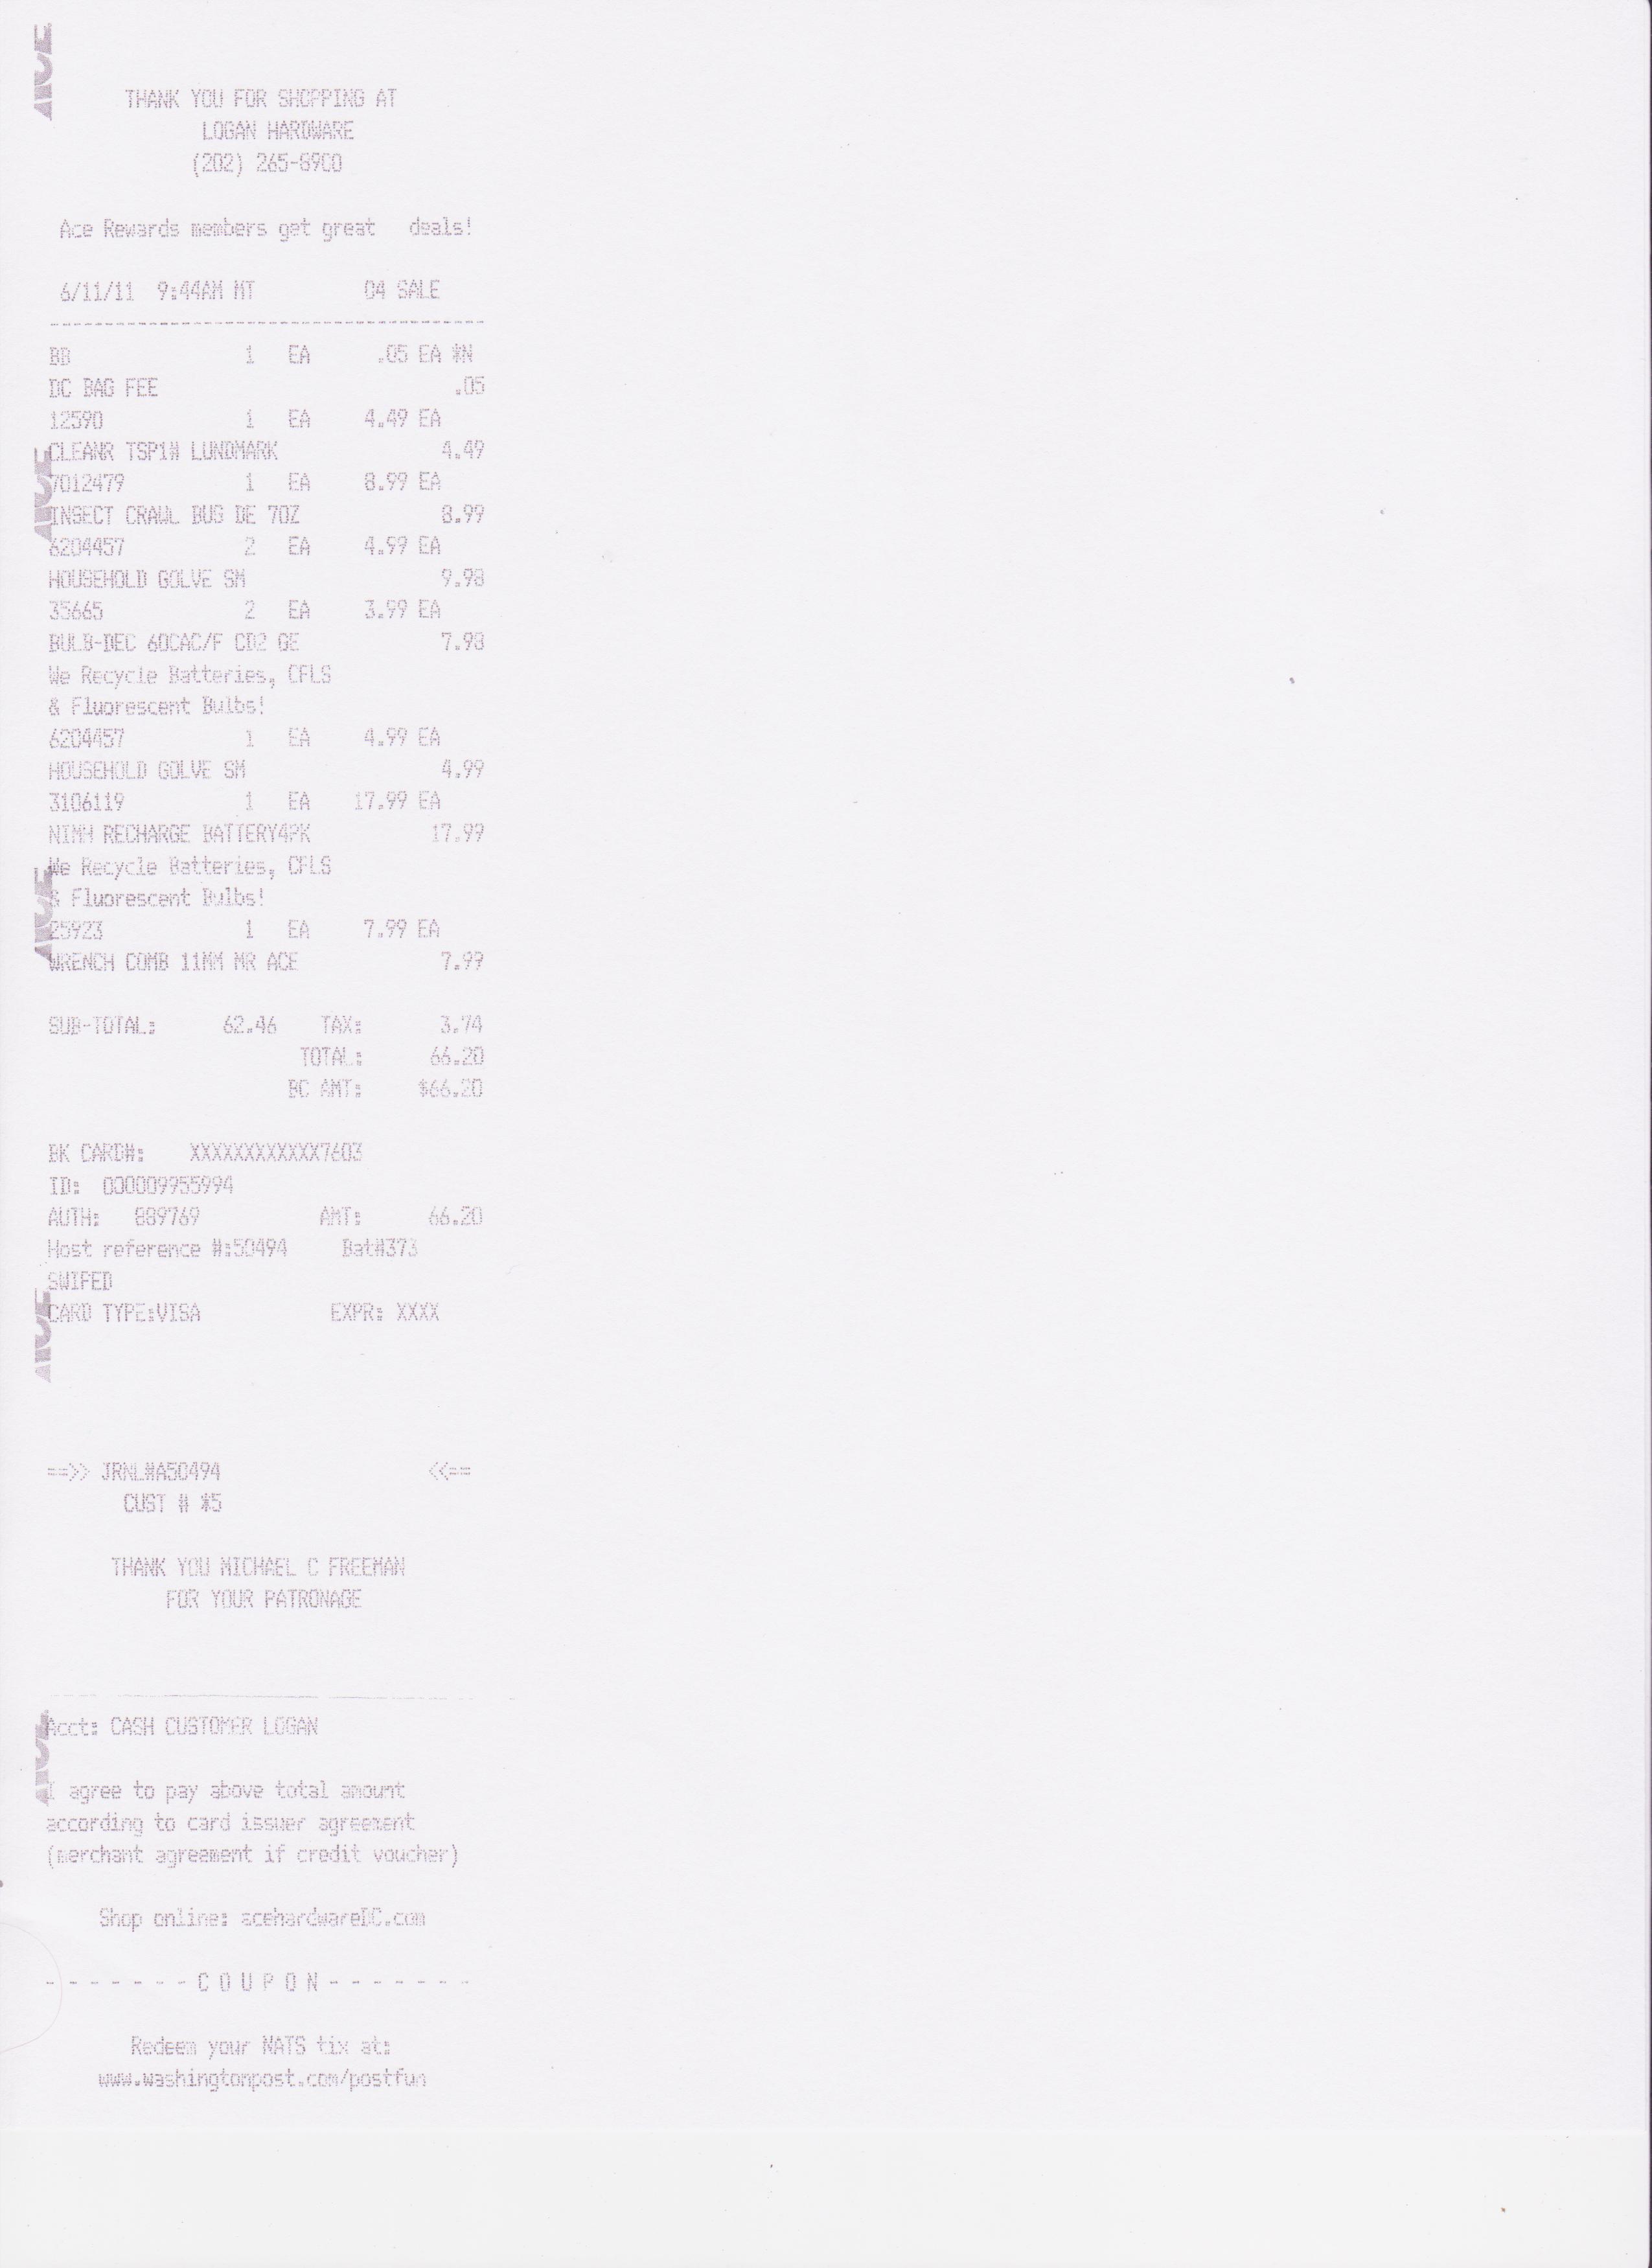 ACE
THANK YOU FOR SHOPPING AT
LOGAN HARDWARE
(202) 265-8900
Ace Rewards members get great deals!
6/11/11 9:44AM MT 04 SALE
BB 1 EA .05 EA *N
DC BAG FEE .05
12590 1 EA 4.49 EA
CLEANR TSP1# LUNDMARK 4.49
ACE
7012479 1 EA 8.99 EA
INSECT CRAWL BUG DE 7OZ 8.99
6204457 2 EA 4.99 EA
HOUSEHOLD GOLVE SM 9.98
35665 2 EA 3.99 EA
BULB-DEC 60CAC/F CD2 GE 7.98
We Recycle Batteries, CFLS
& Fluorescent Bulbs!
6204457 1 EA 4.99 EA
HOUSEHOLD GOLVE SM 4.99
3106119 1 EA 17.99 EA
NIMH RECHARGE BATTERY4PK 17.99
We Recycle Batteries, CFLS
& Fluorescent Bulbs!
ACE
25923 1 EA 7.99 EA
WRENCH COMB 11MM MR ACE 7.99
SUB-TOTAL: 62.46 TAX: 3.74
TOTAL: 66.20
BC AMT: $66.20
BK CARD#: XXXXXXXXXXXX7603
ID: 000009955994
AUTH: 889769 AMT: 66.20
Host reference #:50494 Bat#373
SWIPED
CARD TYPE:VISA EXPR: XXXX
ACE
==>> JRNL#A50494 <<==
CUST # *5
THANK YOU MICHAEL C FREEMAN
FOR YOUR PATRONAGE
Acct: CASH CUSTOMER LOGAN
ACE
I agree to pay above total amount
according to card issuer agreement
(merchant agreement if credit voucher)
Shop online: acehardwareDC.com
- - - - - - - C O U P O N - - - - - - -
Redeem your NATS tix at:
www.washingtonpost.com/postfun